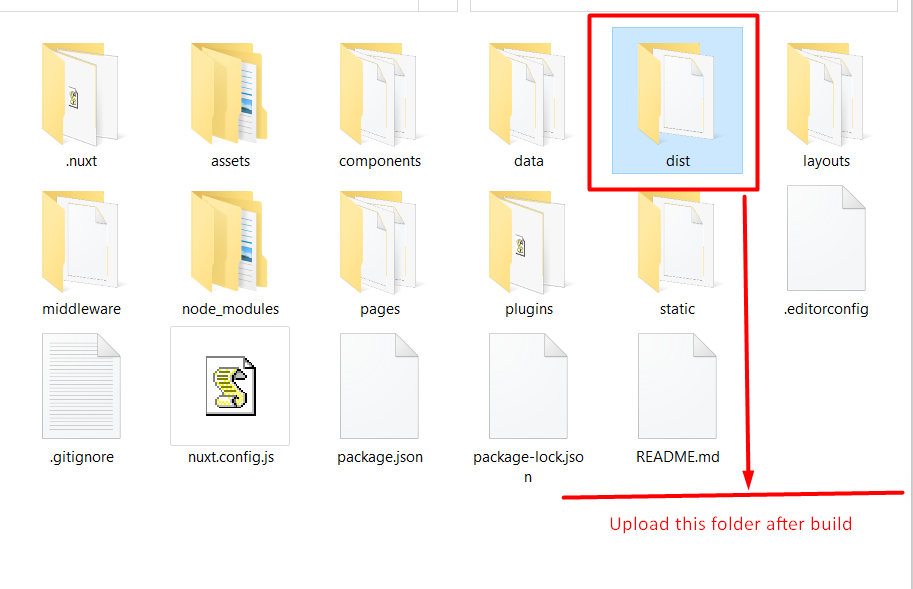 .nuxt
assets
components
data
dist
layouts
middleware
node_modules
pages
plugins
static
.editorconfig
.gitignore
nuxt.config.js
package.json
package-lock.jso
n
README.md
Upload this folder after build